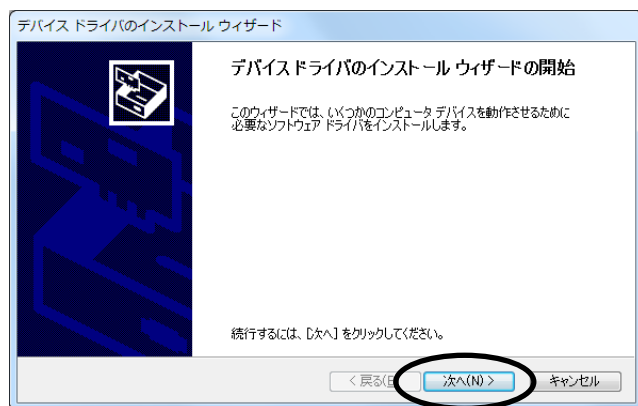 デバイス ドライバのインストール ウィザード
デバイス ドライバのインストール ウィザードの開始
このウィザードでは、いくつかのコンピュータ デバイスを動作させるために
必要なソフトウェア ドライバをインストールします。
続行するには、[次へ] をクリックしてください。
< 戻る(B 次へ(N) > キャンセル